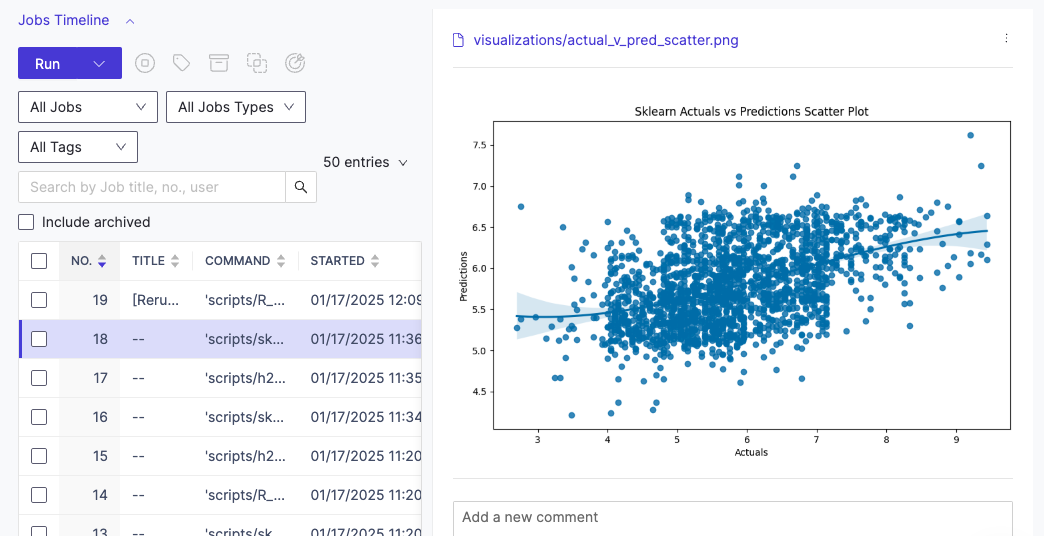 Jobs Timeline
Run
All Jobs
All Jobs Types
All Tags
50 entries
Search by Job title, no., user
Include archived
NO. TITLE COMMAND STARTED
19 [Reru... 'scripts/R_... 01/17/2025 12:09
18 -- 'scripts/sk... 01/17/2025 11:36
17 -- 'scripts/h2... 01/17/2025 11:35
16 -- 'scripts/sk... 01/17/2025 11:34
15 -- 'scripts/h2... 01/17/2025 11:20
14 -- 'scripts/R_... 01/17/2025 11:20
13 -- 'scripts/sk... 01/17/2025 11:20
visualizations/actual_v_pred_scatter.png
Sklearn Actuals vs Predictions Scatter Plot
7.5
7.0
6.5
6.0
5.5
5.0
4.5
Predictions
3 4 5 6 7 8 9
Actuals
Add a new comment